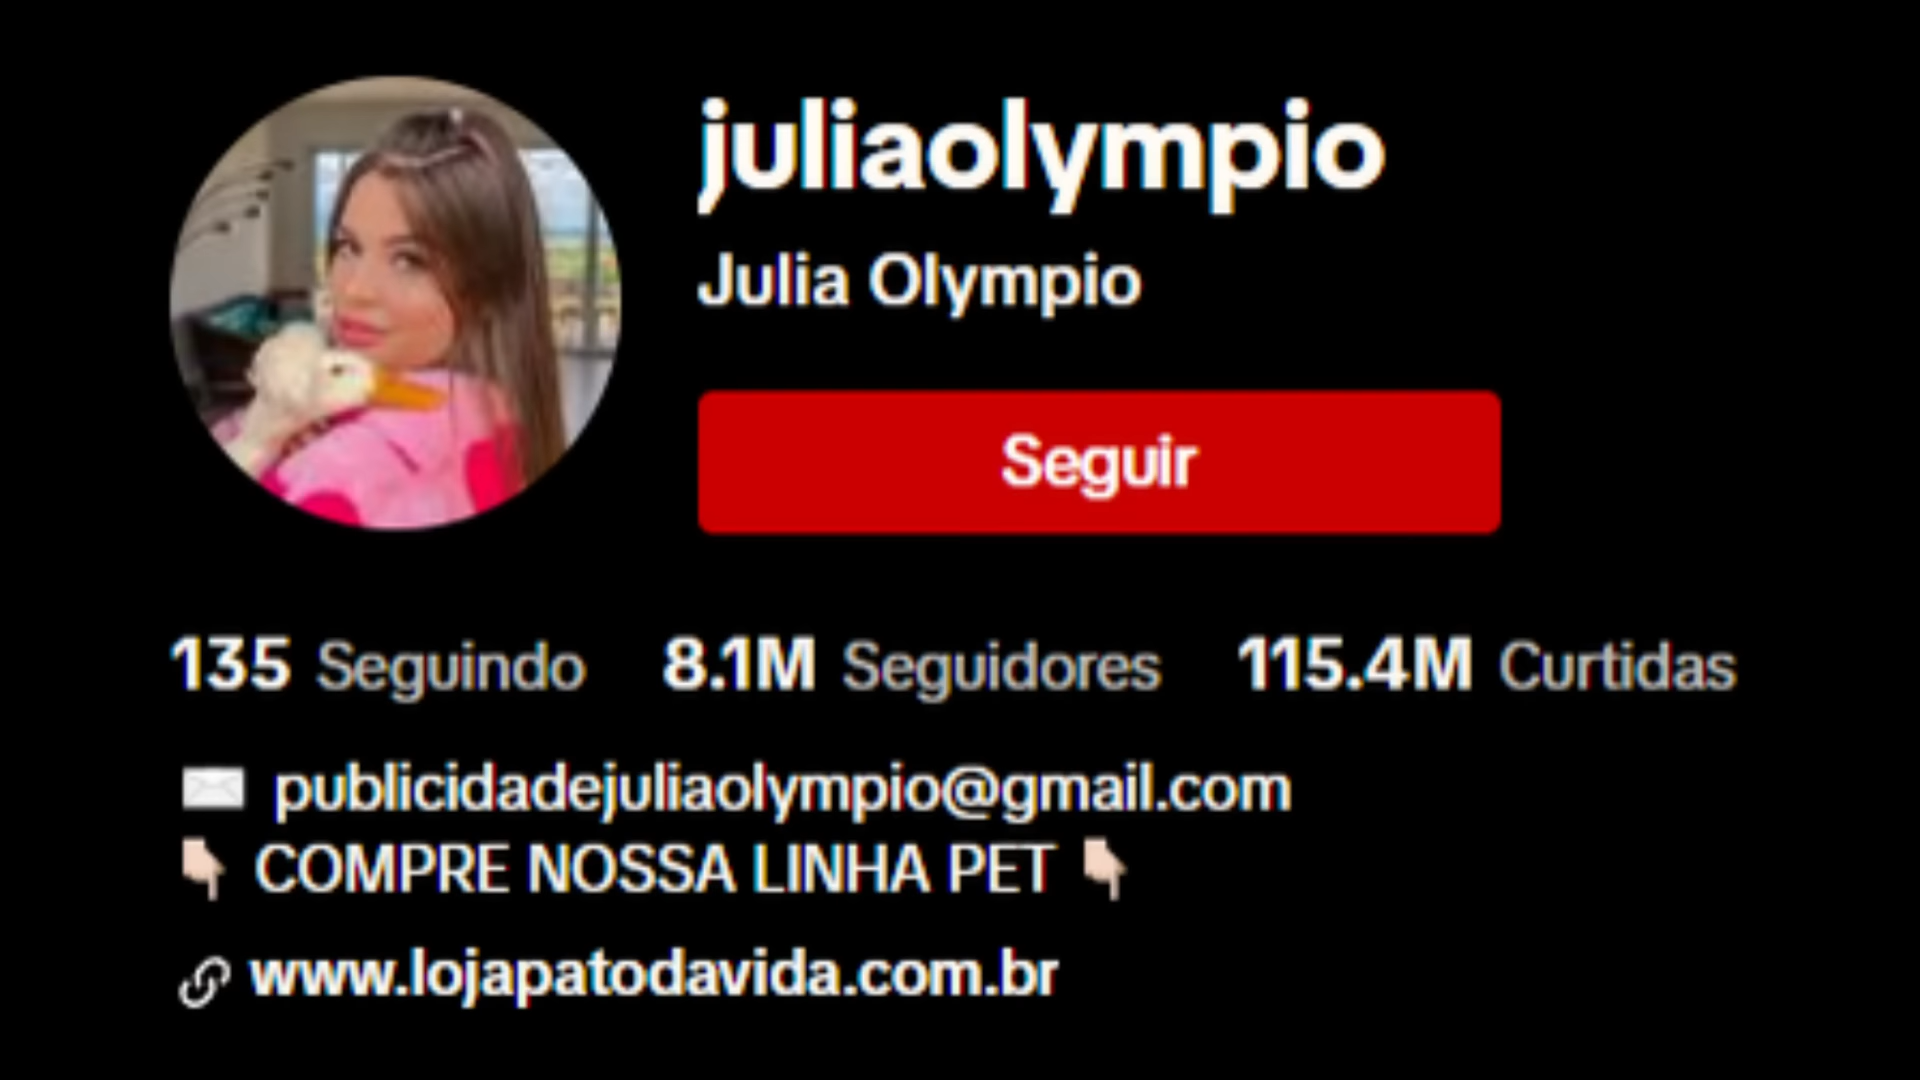 juliaolympio
Julia Olympio
Seguir
135 Seguindo 8.1M Seguidores 115.4M Curtidas
✉️ publicidadejuliaolympio@gmail.com
👇🏻 COMPRE NOSSA LINHA PET 👇🏻
www.lojapatodavida.com.br